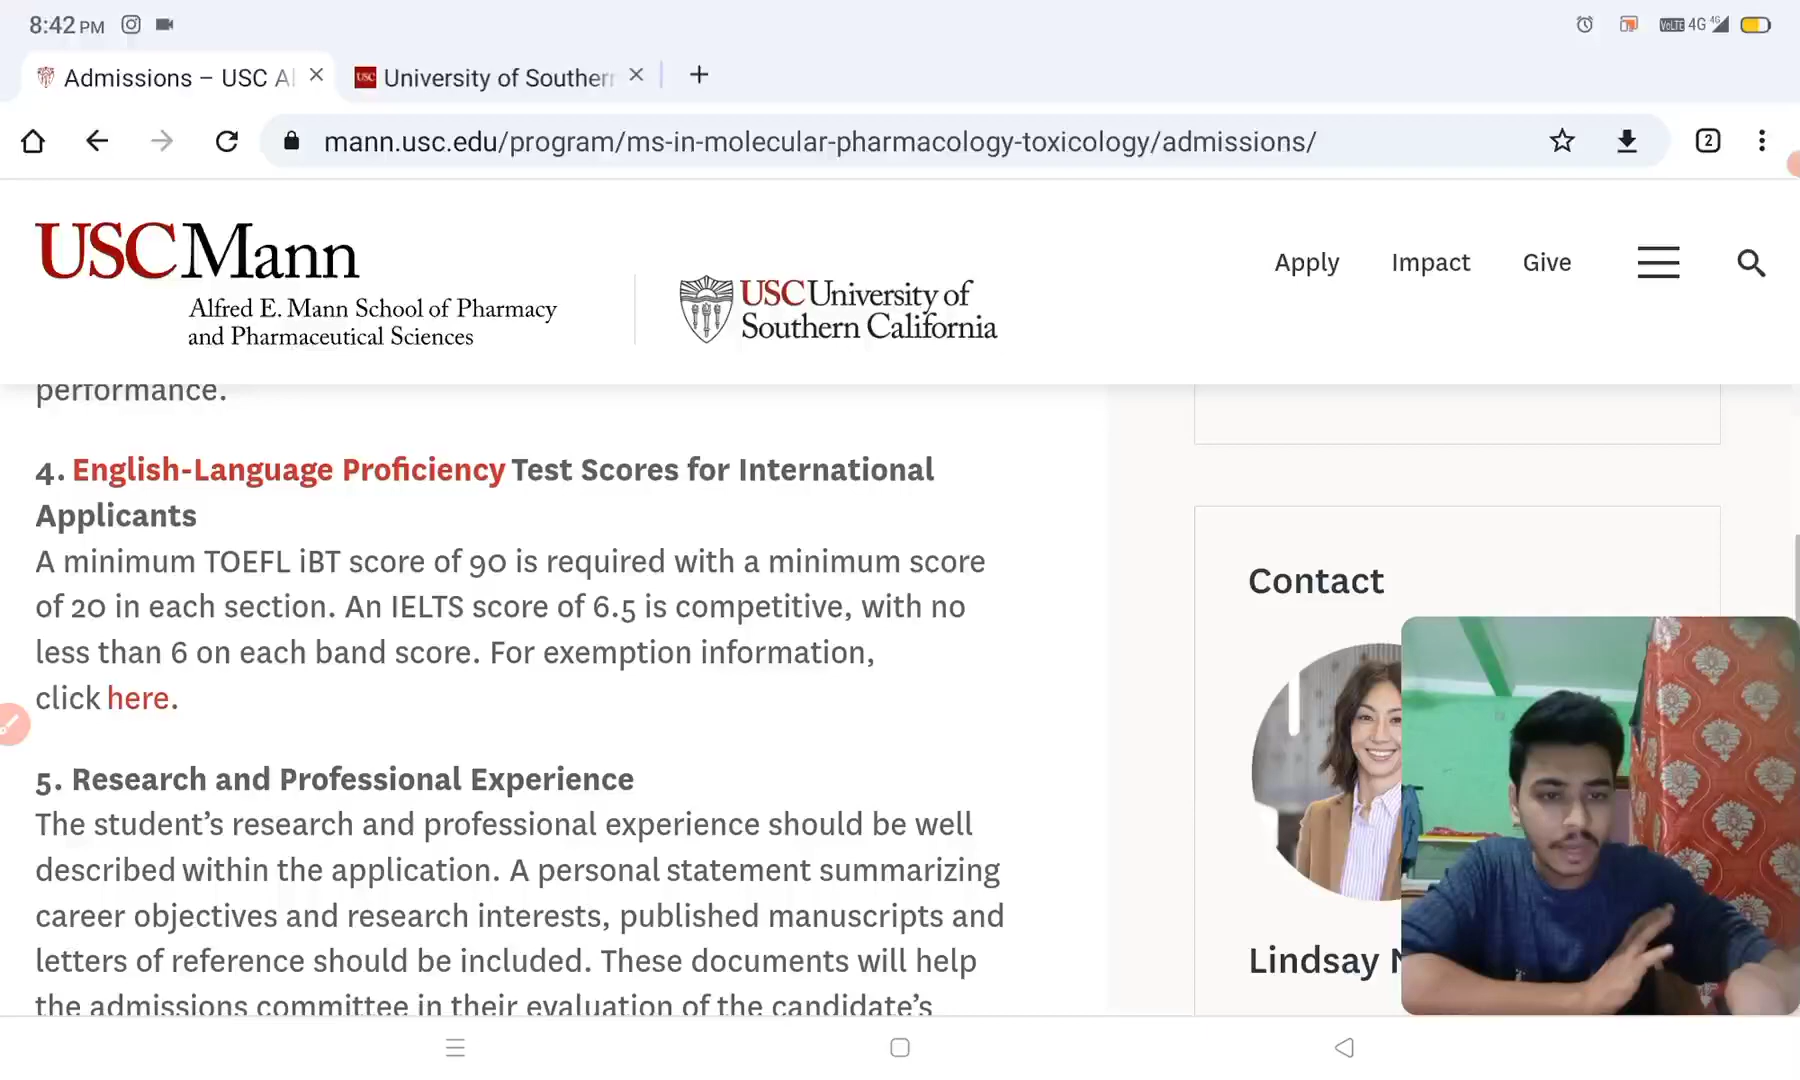 8:42 PM
VoLTE 4G 4G
Admissions – USC Al
USC University of Southern
mann.usc.edu/program/ms-in-molecular-pharmacology-toxicology/admissions/
2
USC Mann
Alfred E. Mann School of Pharmacy
and Pharmaceutical Sciences
USC University of
Southern California
Apply Impact Give
performance.
4. English-Language Proficiency Test Scores for International
Applicants
A minimum TOEFL iBT score of 90 is required with a minimum score
of 20 in each section. An IELTS score of 6.5 is competitive, with no
less than 6 on each band score. For exemption information,
click here.
5. Research and Professional Experience
The student’s research and professional experience should be well
described within the application. A personal statement summarizing
career objectives and research interests, published manuscripts and
letters of reference should be included. These documents will help
the admissions committee in their evaluation of the candidate’s
Contact
Lindsay